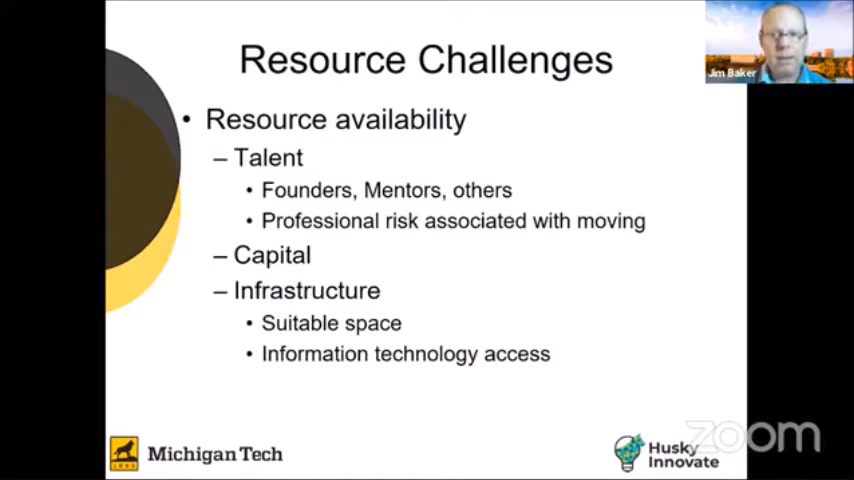 Resource Challenges
Jim Baker
• Resource availability
– Talent
• Founders, Mentors, others
• Professional risk associated with moving
– Capital
– Infrastructure
• Suitable space
• Information technology access
Michigan Tech
Husky
Innovate
zoom